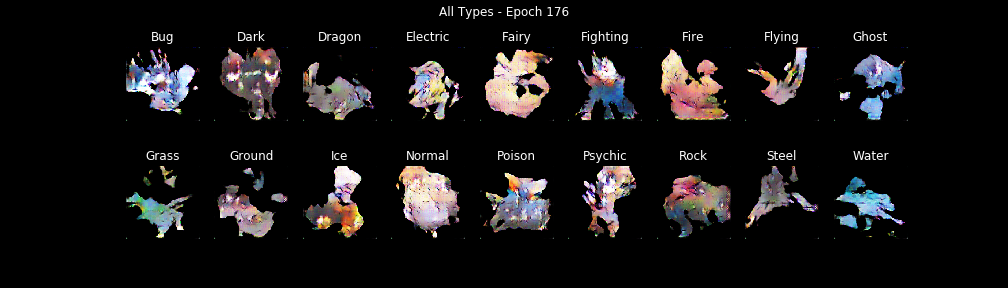 All Types - Epoch 176
Bug Dark Dragon Electric Fairy Fighting Fire Flying Ghost
Grass Ground Ice Normal Poison Psychic Rock Steel Water